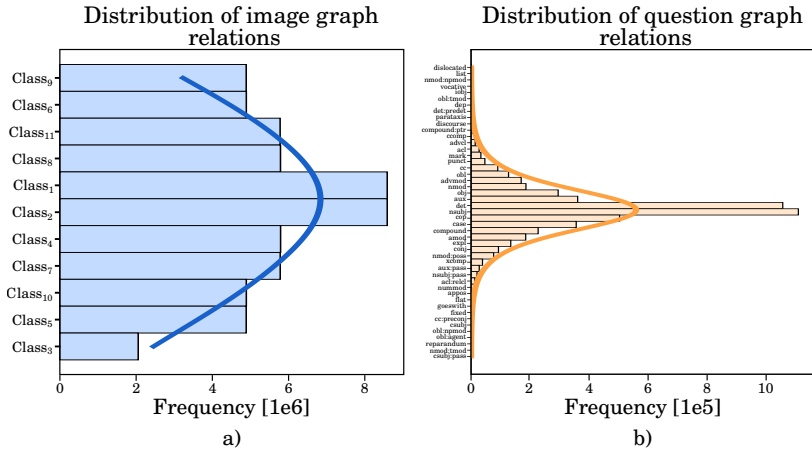 Distribution of image graph
relations
Class9
Class6
Class11
Class8
Class1
Class2
Class4
Class7
Class10
Class5
Class3
0 2 4 6 8
Frequency [1e6]
a)
Distribution of question graph
relations
dislocated
list
nmod:npmod
vocative
iobj
obl:tmod
dep
det:predet
parataxis
discourse
compound:prt
ccomp
advcl
acl
mark
punct
cc
obl
advmod
nmod
obj
aux
det
nsubj
cop
case
compound
amod
expl
conj
nmod:poss
xcomp
aux:pass
nsubj:pass
acl:relcl
nummod
appos
flat
goeswith
fixed
cc:preconj
csubj
obl:npmod
obl:agent
reparandum
nmod:tmod
csubj:pass
0 2 4 6 8 10
Frequency [1e5]
b)